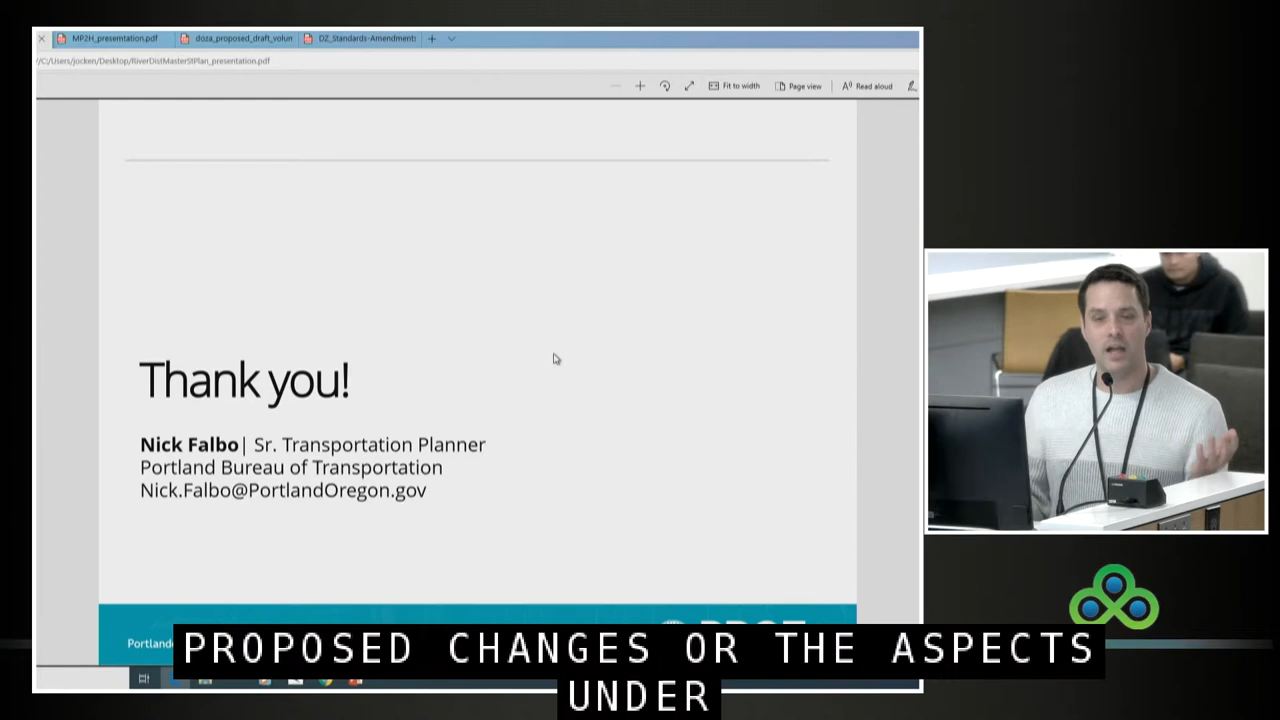 MP2H_presemtation.pdf
doza_proposed_draft_volun
DZ_Standards-Amendments
//C:/Users/jocken/Desktop/RiverDistMasterStPlan_presentation.pdf
Fit to width
Page view
Read aloud
Thank you!
Nick Falbo| Sr. Transportation Planner
Portland Bureau of Transportation
Nick.Falbo@PortlandOregon.gov
PROPOSED CHANGES OR THE ASPECTS
UNDER